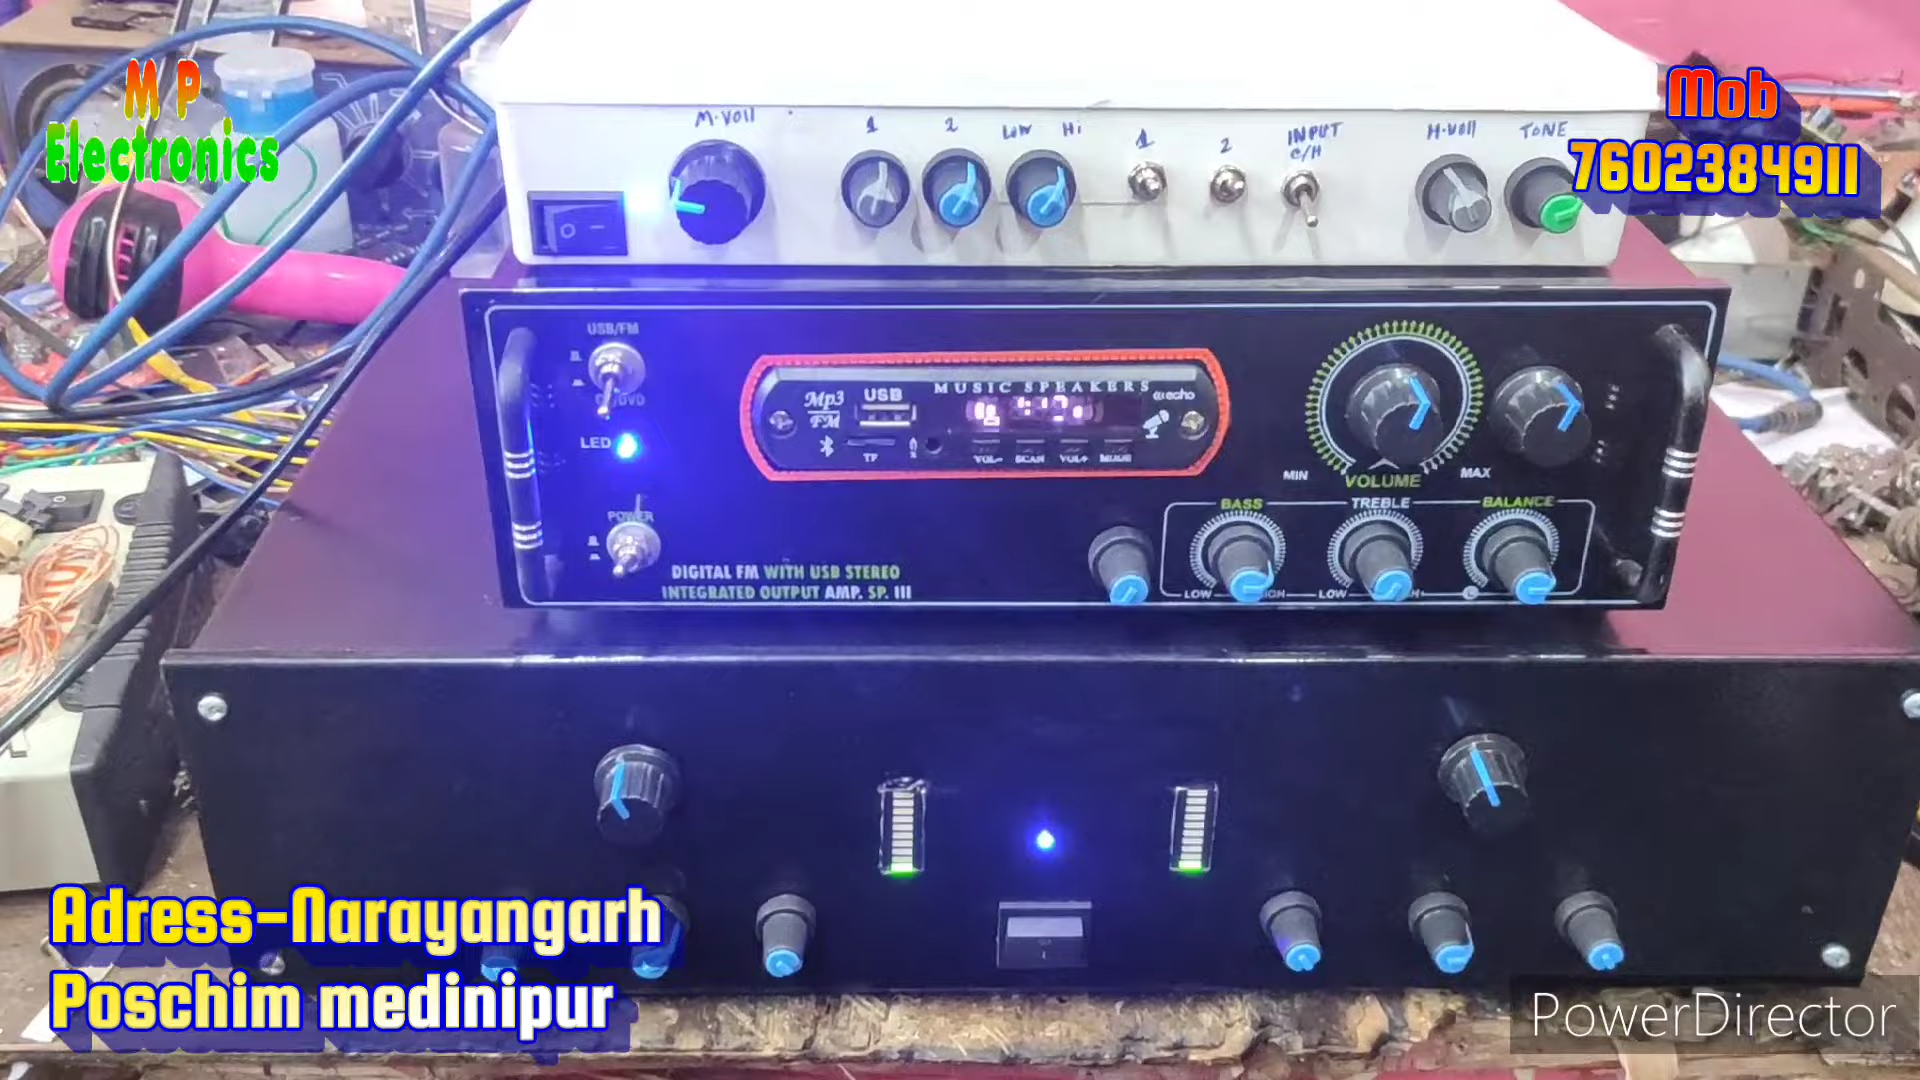 M P
Electronics
Mob
7602384911
M.Voll
1
2
Low Hi
1
2
INPUT
C/H
TONE
USB/FM
LED
POWER
Mp3
FM
USB
MUSIC SPEAKERS
echo
TF
VOL-
SCAN
VOL+
MODE
MIN
VOLUME
MAX
BASS
TREBLE
BALANCE
LOW
LOW
DIGITAL FM WITH USB STEREO
INTEGRATED OUTPUT AMP. SP. III
Adress-Narayangarh
Poschim medinipur
PowerDirector